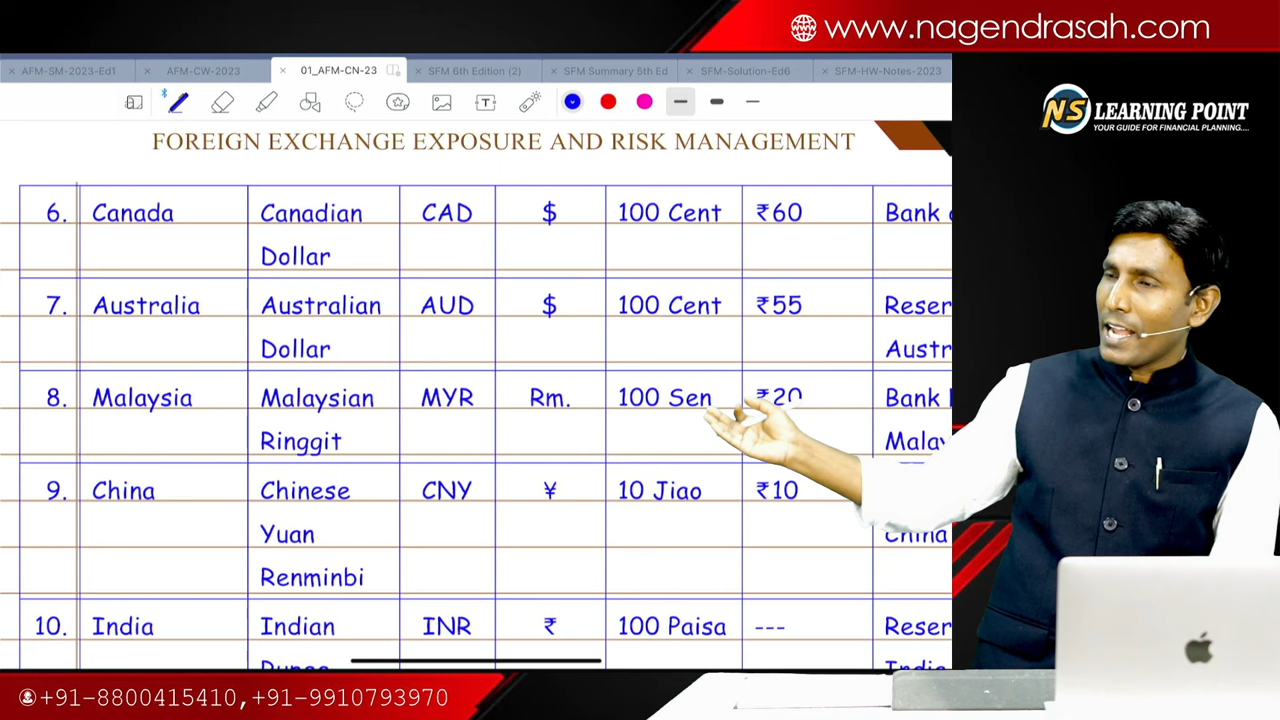 www.nagendrasah.com
AFM-SM-2023-Ed1
AFM-CW-2023
01_AFM-CN-23
SFM 6th Edition (2)
SFM Summary 5th Ed
SFM-Solution-Ed6
SFM-HW-Notes-2023
NS LEARNING POINT
YOUR GUIDE FOR FINANCIAL PLANNING....
FOREIGN EXCHANGE EXPOSURE AND RISK MANAGEMENT
6. Canada Canadian CAD $ 100 Cent ₹60 Bank
Dollar
7. Australia Australian AUD $ 100 Cent ₹55 Reser
Dollar Austr
8. Malaysia Malaysian MYR Rm. 100 Sen ₹20 Bank
Ringgit Malay
9. China Chinese CNY ¥ 10 Jiao ₹10
Yuan China
Renminbi
10. India Indian INR ₹ 100 Paisa --- Reser
+91-8800415410,+91-9910793970